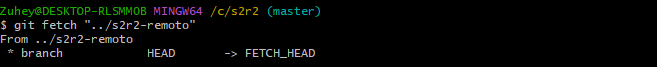 Zuhey@DESKTOP-RLSMMOB MINGW64 /c/s2r2 (master)
$ git fetch "../s2r2-remoto"
From ../s2r2-remoto
 * branch            HEAD       -> FETCH_HEAD